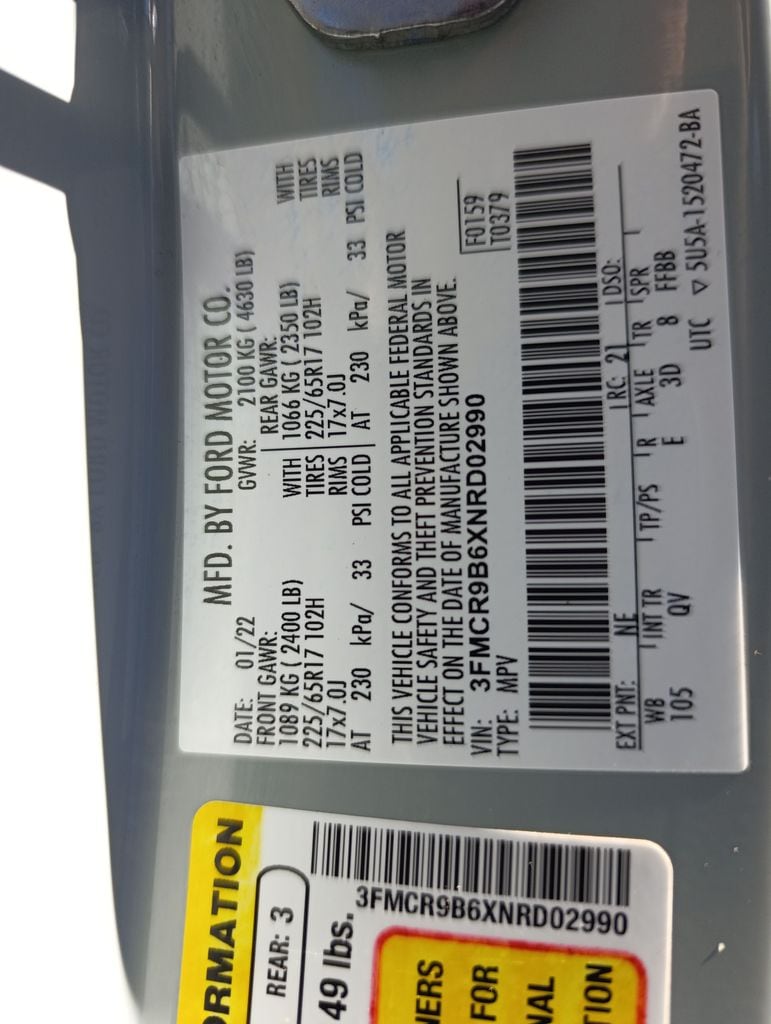 MFD. BY FORD MOTOR CO.
DATE: 01/22 GVWR: 2100 KG ( 4630 LB)
FRONT GAWR: REAR GAWR:
1089 KG ( 2400 LB) WITH 1066 KG ( 2350 LB) WITH
225/65R17 102H TIRES 225/65R17 102H TIRES
17x7.0J RIMS 17x7.0J RIMS
AT 230 kPa/ 33 PSI COLD AT 230 kPa/ 33 PSI COLD
THIS VEHICLE CONFORMS TO ALL APPLICABLE FEDERAL MOTOR
VEHICLE SAFETY AND THEFT PREVENTION STANDARDS IN
EFFECT ON THE DATE OF MANUFACTURE SHOWN ABOVE.
VIN: 3FMCR9B6XNRD02990 F0159
TYPE: MPV T0379
EXT PNT: NE RC: 21 DSO:
WB INT TR TP/PS R AXLE TR SPR
105 QV E 3D 8 FFBB
UTC ▽ 5U5A-1520472-BA
ORMATION
REAR: 3
49 lbs.
3FMCR9B6XNRD02990
NERS
FOR
NAL
TION